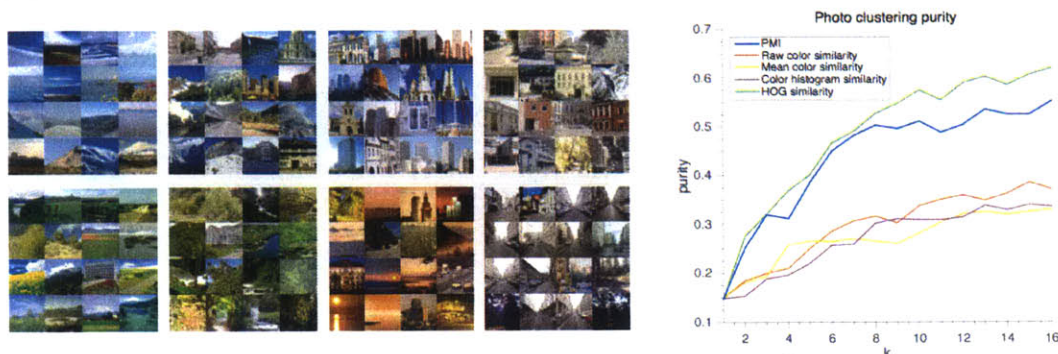 Photo clustering purity
0.7
0.6
0.5
0.4
0.3
0.2
0.1
purity
PMI
Raw color similarity
Mean color similarity
Color histogram similarity
HOG similarity
2 4 6 8 10 12 14 16
k